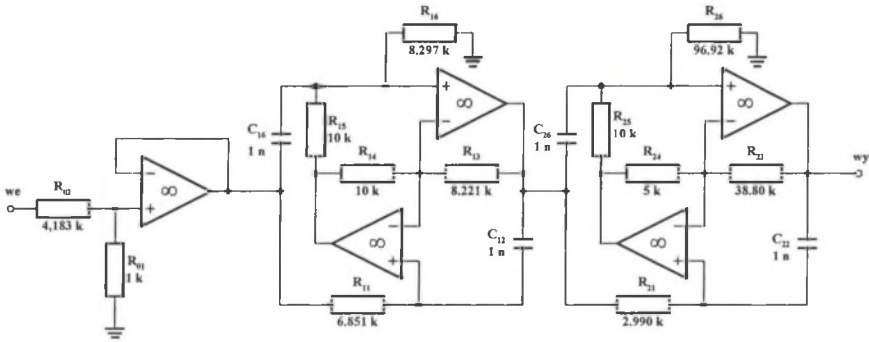 R₁₆
8,297 k
R₂₆
96,92 k
C₁₆
1 n
R₁₅
10 k
+
∞
−
C₂₆
1 n
R₂₅
10 k
+
∞
−
R₁₄
10 k
R₁₃
8.221 k
R₂₄
5 k
R₂₃
38.80 k
we
R₀₂
4,183 k
−
∞
+
wy
R₀₁
1 k
∞
−
+
C₁₂
1 n
∞
−
+
C₂₂
1 n
R₁₁
6.851 k
R₂₁
2.990 k